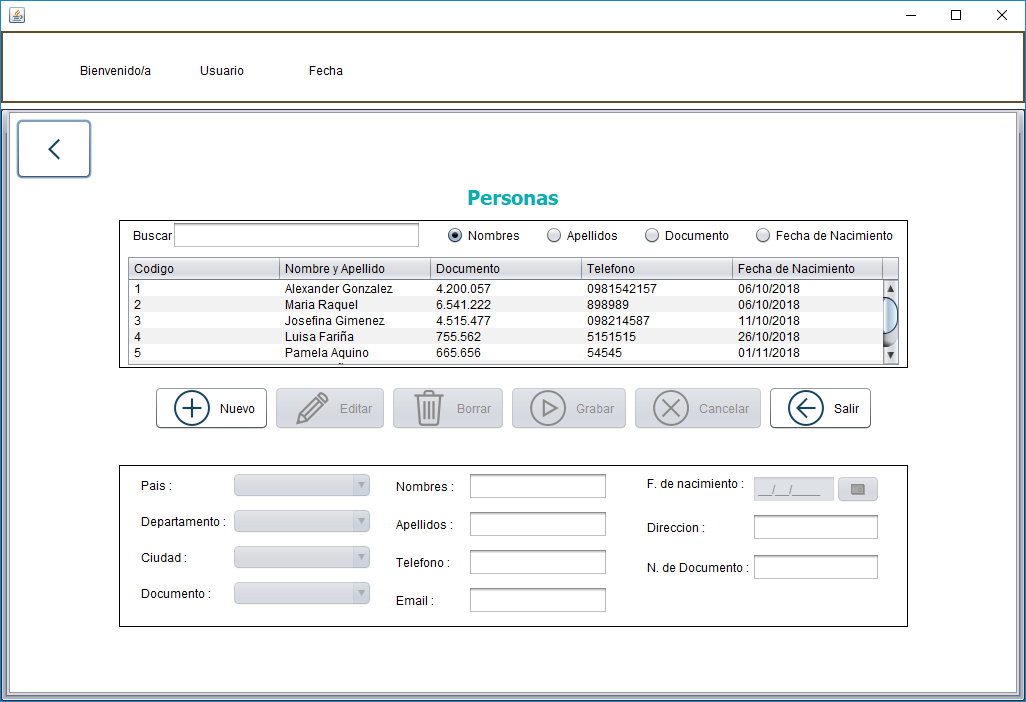 Bienvenido/a Usuario Fecha
Personas
Buscar Nombres Apellidos Documento Fecha de Nacimiento
Codigo Nombre y Apellido Documento Telefono Fecha de Nacimiento
1 Alexander Gonzalez 4.200.057 0981542157 06/10/2018
2 Maria Raquel 6.541.222 898989 06/10/2018
3 Josefina Gimenez 4.515.477 098214587 11/10/2018
4 Luisa Fariña 755.562 5151515 26/10/2018
5 Pamela Aquino 665.656 54545 01/11/2018
Nuevo Editar Borrar Grabar Cancelar Salir
Pais : Nombres : F. de nacimiento : __/__/____
Departamento : Apellidos : Direccion :
Ciudad : Telefono : N. de Documento :
Documento : Email :